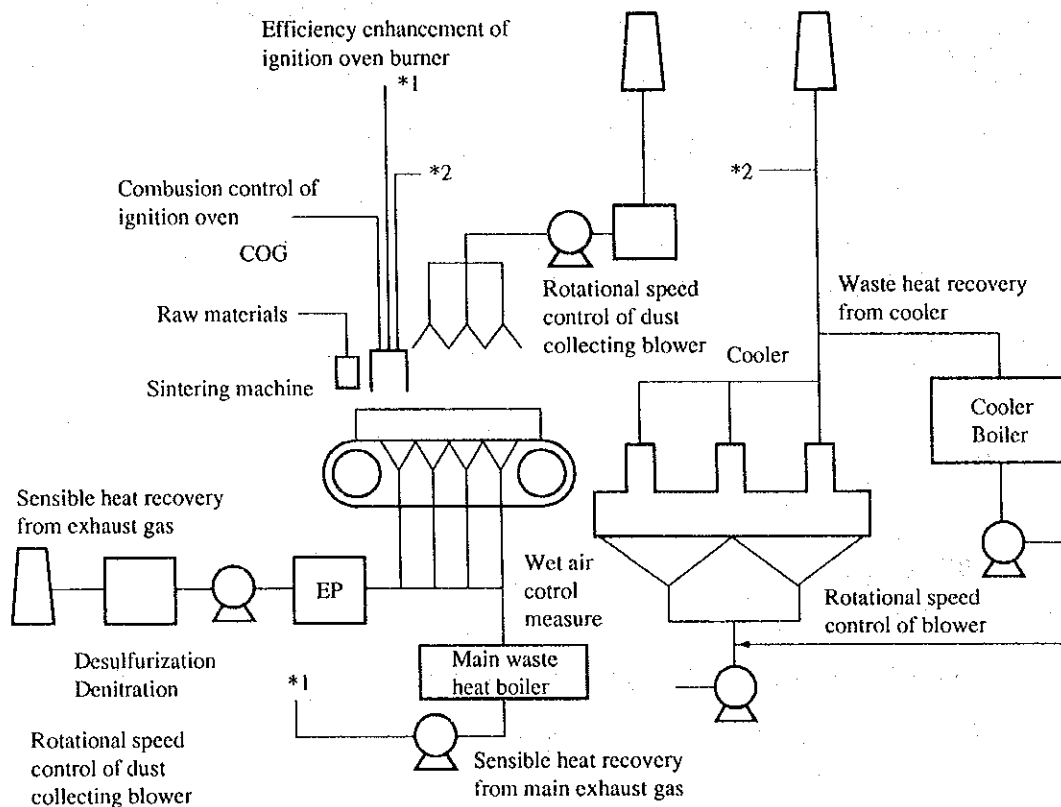 Efficiency enhancement of
ignition oven burner
*1
*2
*2
Combusion control of
ignition oven
COG
Raw materials
Sintering machine
Rotational speed
control of dust
collecting blower
Waste heat recovery
from cooler
Cooler
Cooler
Boiler
Sensible heat recovery
from exhaust gas
EP
Wet air
cotrol
measure
Rotational speed
control of blower
Desulfurization
Denitration
Main waste
heat boiler
*1
Rotational speed
control of dust
collecting blower
Sensible heat recovery
from main exhaust gas